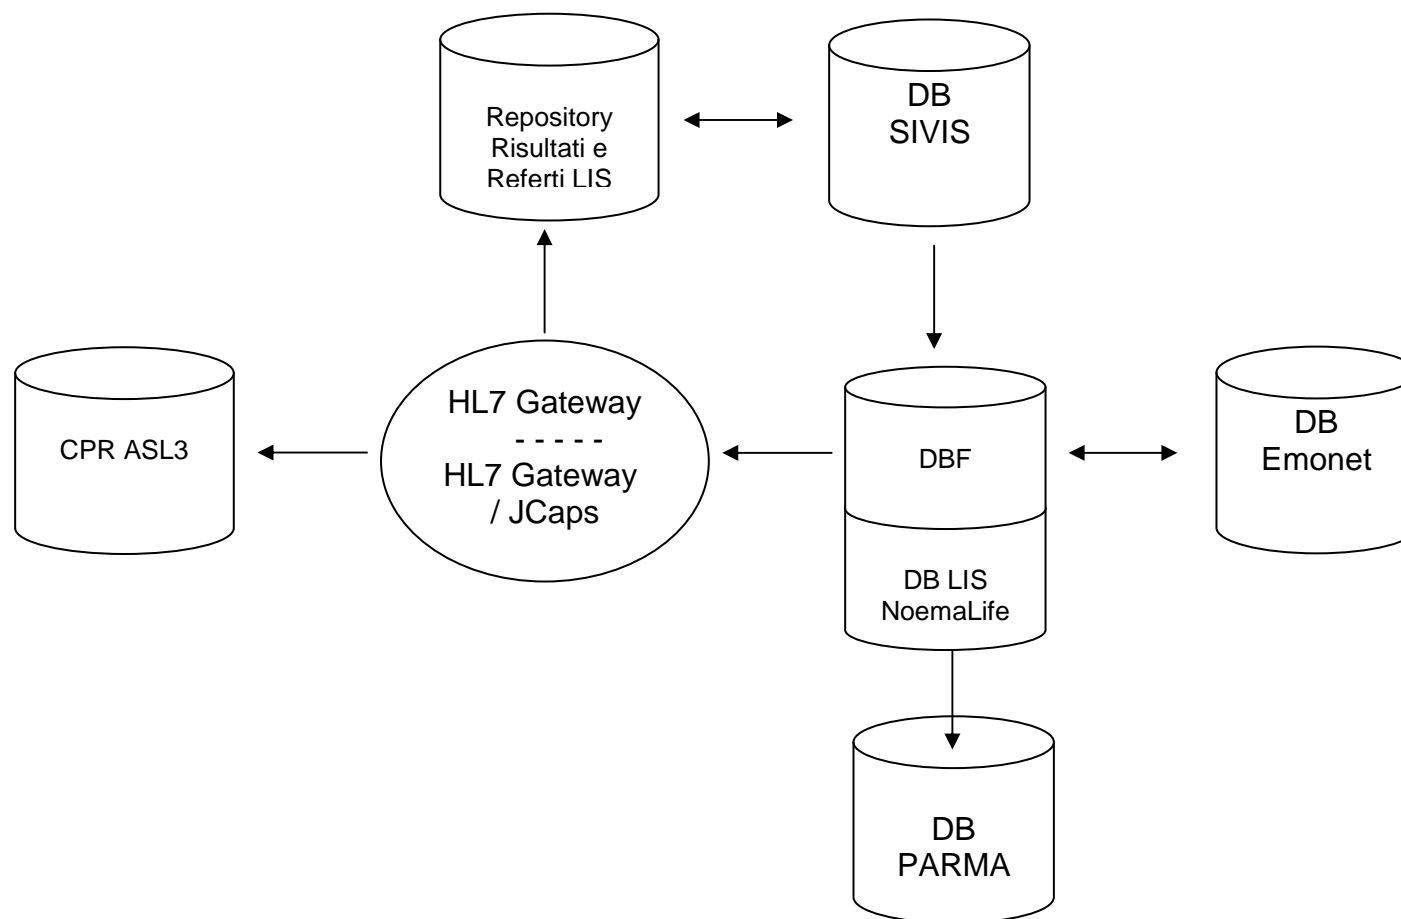 Repository
Risultati e
Referti LIS
DB
SIVIS
CPR ASL3
HL7 Gateway
- - - - -
HL7 Gateway
/ JCaps
DBF
DB LIS
NoemaLife
DB
Emonet
DB
PARMA